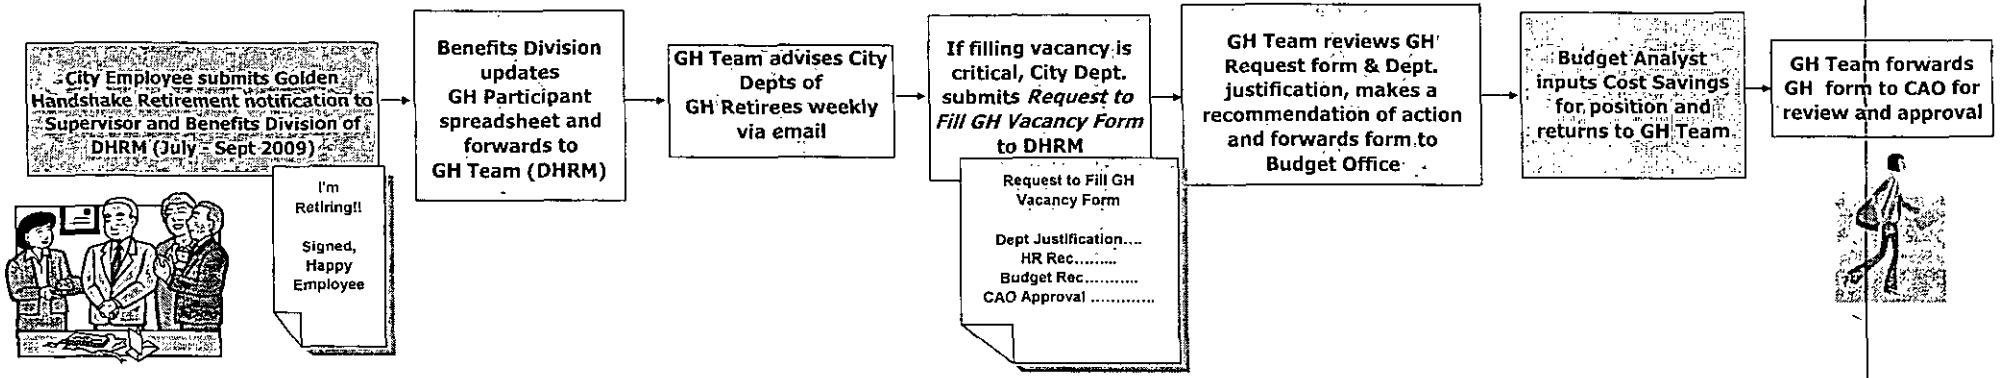 City Employee submits Golden
Handshake Retirement notification to
Supervisor and Benefits Division of
DHRM (July - Sept 2009)
I'm
Retiring!!
Signed,
Happy
Employee
Benefits Division
updates
GH Participant
spreadsheet and
forwards to
GH Team (DHRM)
GH Team advises City
Depts of
GH Retirees weekly
via email
If filling vacancy is
critical, City Dept.
submits Request to
Fill GH Vacancy Form
to DHRM
Request to Fill GH
Vacancy Form
Dept Justification....
HR Rec.........
Budget Rec...........
CAO Approval .............
GH Team reviews GH
Request form & Dept.
justification, makes a
recommendation of action
and forwards form to
Budget Office
Budget Analyst
inputs Cost Savings
for position and
returns to GH Team
GH Team forwards
GH form to CAO for
review and approval